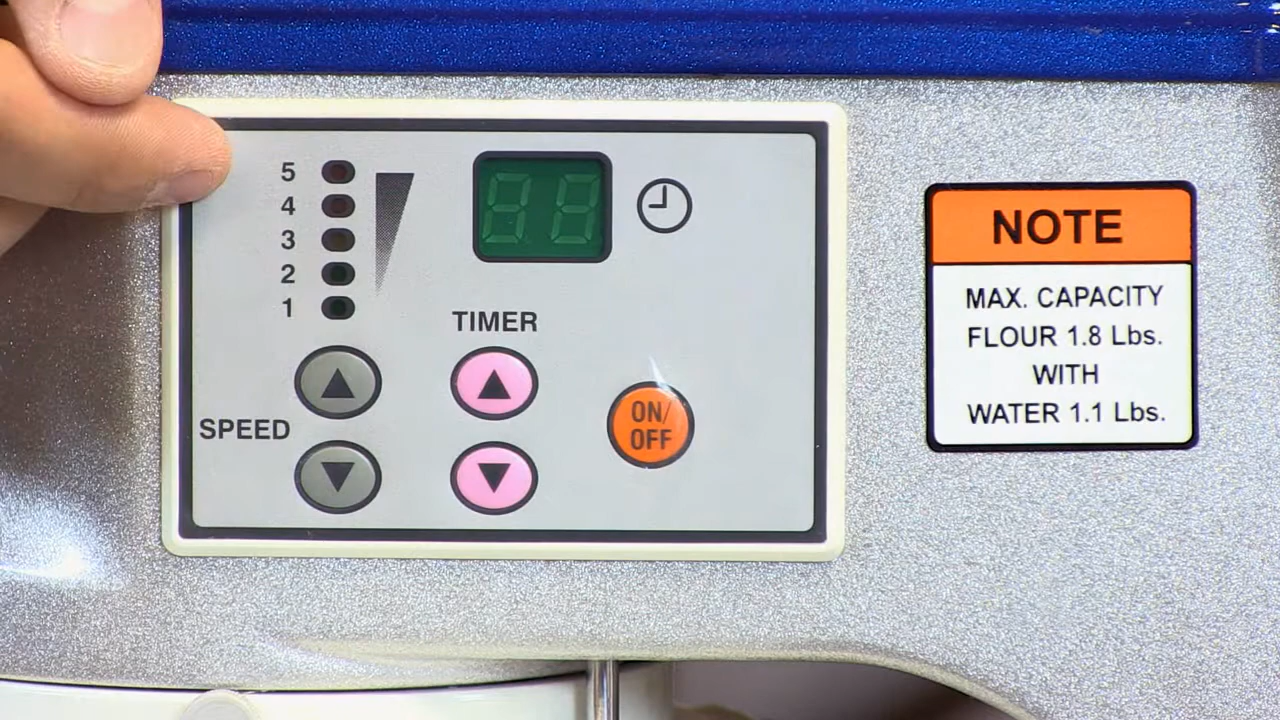 5
4
3
2
1
TIMER
SPEED
ON/
OFF
NOTE
MAX. CAPACITY
FLOUR 1.8 Lbs.
WITH
WATER 1.1 Lbs.